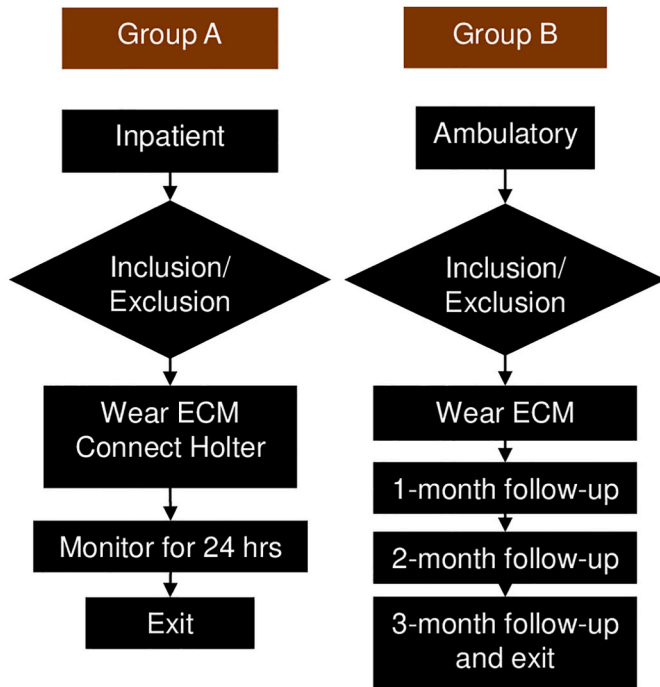 Group A
Inpatient
Inclusion/
Exclusion
Wear ECM
Connect Holter
Monitor for 24 hrs
Exit
Group B
Ambulatory
Inclusion/
Exclusion
Wear ECM
1-month follow-up
2-month follow-up
3-month follow-up
and exit